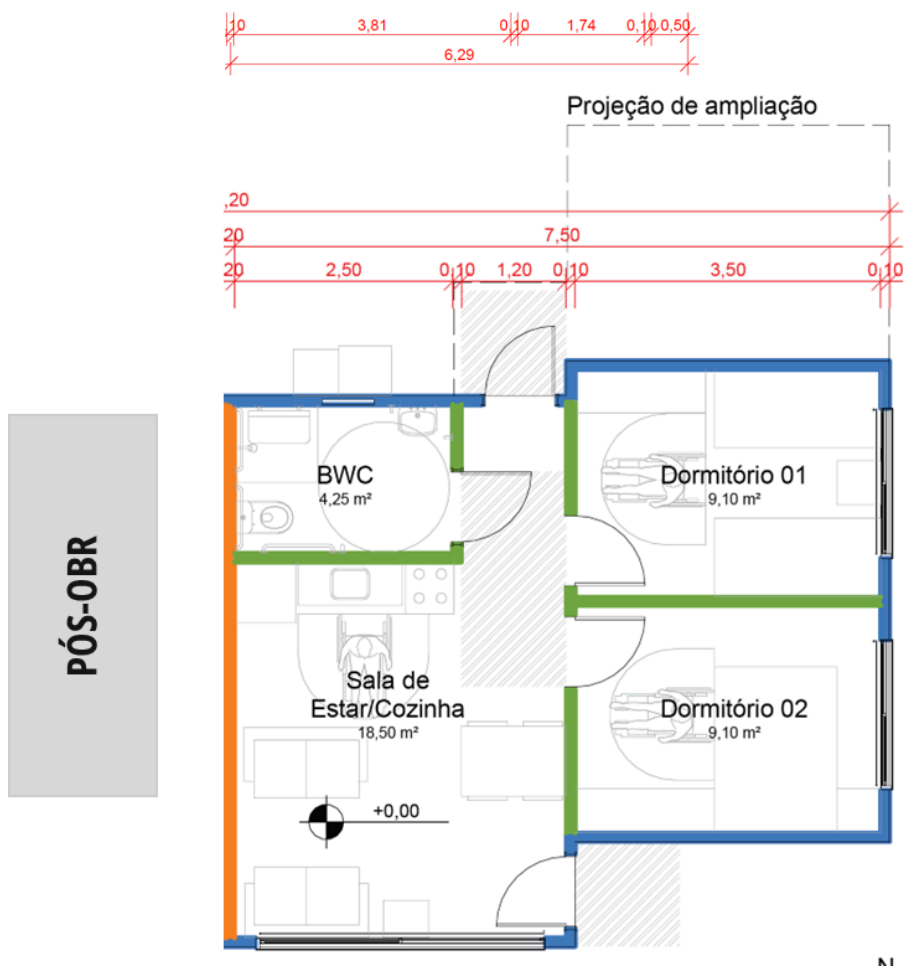 ,10 3,81 0,10 1,74 0,10 0,50
6,29
Projeção de ampliação
,20
20 7,50
20 2,50 0,10 1,20 0,10 3,50 0,10
BWC
4,25 m²
Dormitório 01
9,10 m²
PÓS-OBR
Sala de
Estar/Cozinha
18,50 m²
Dormitório 02
9,10 m²
+0,00
N